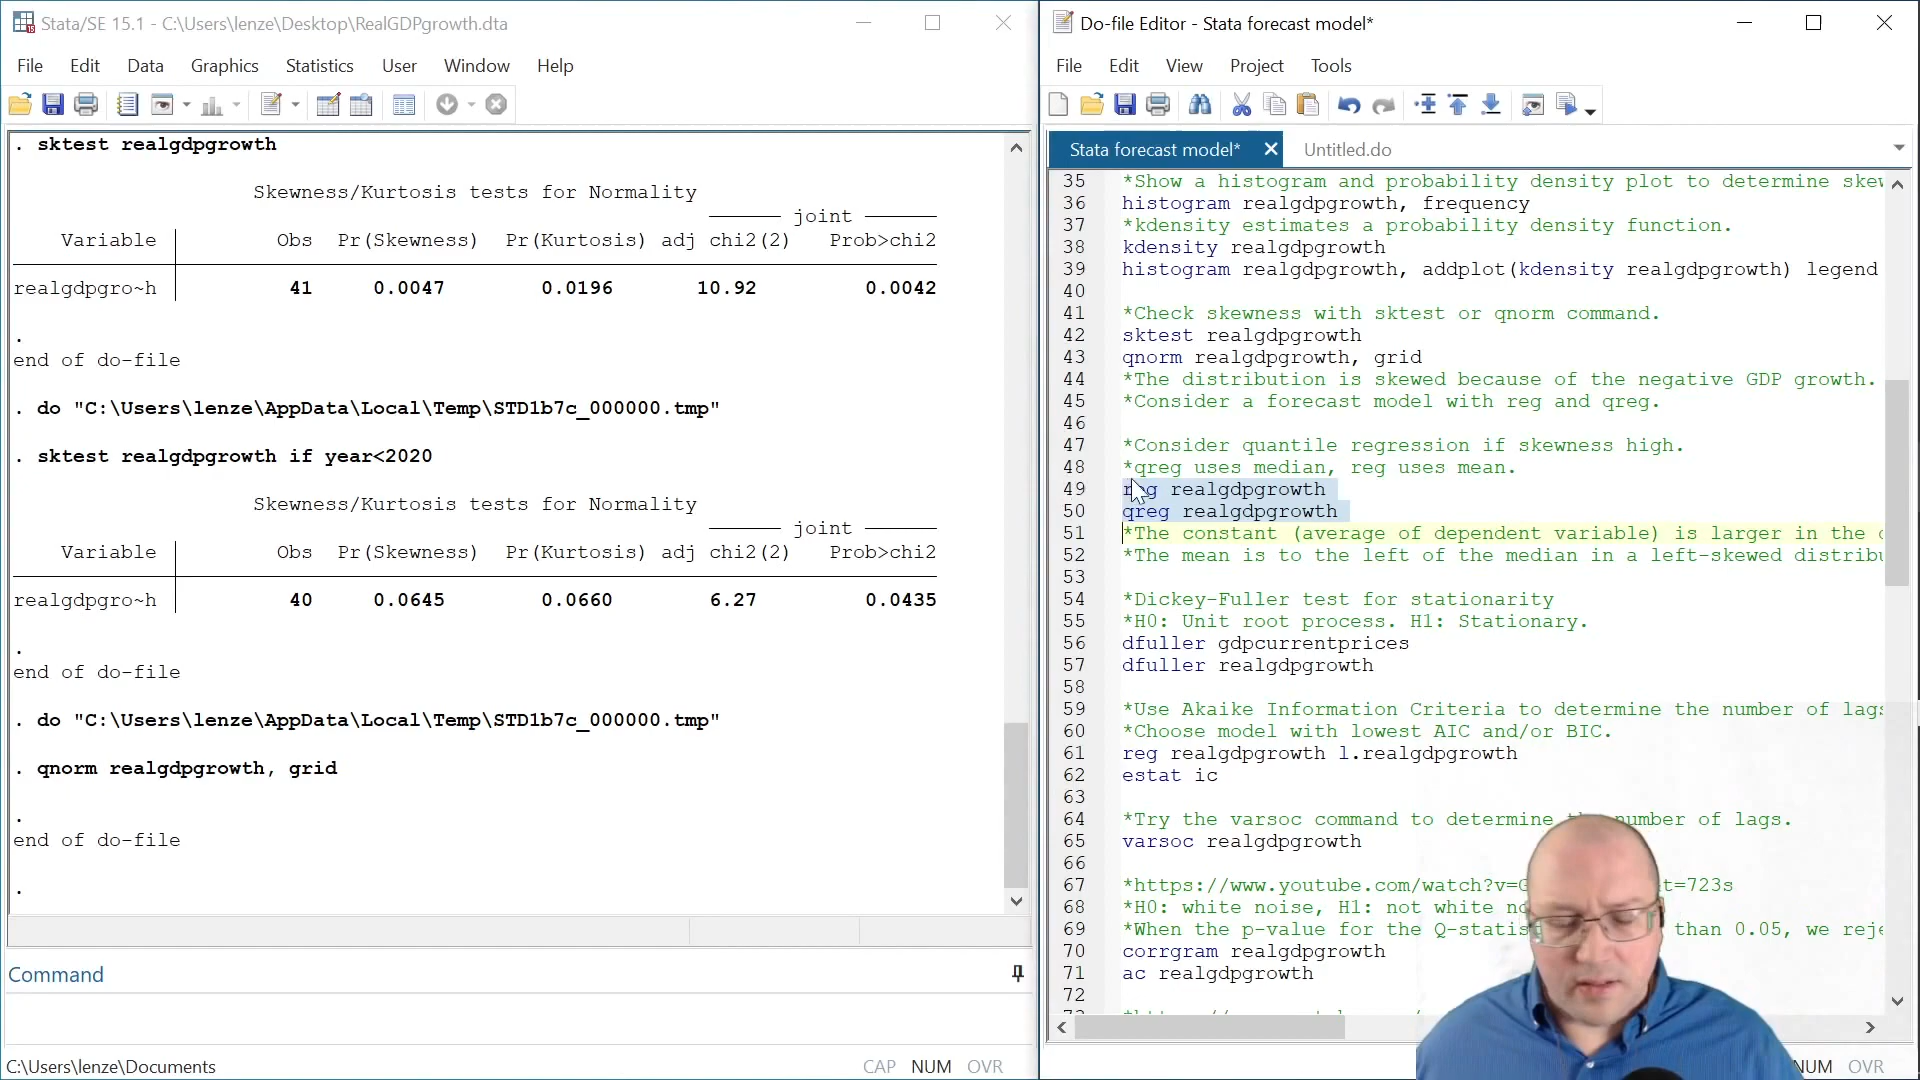 Stata/SE 15.1 - C:\Users\lenze\Desktop\RealGDPgrowth.dta
File Edit Data Graphics Statistics User Window Help
. sktest realgdpgrowth
Skewness/Kurtosis tests for Normality
joint
Variable Obs Pr(Skewness) Pr(Kurtosis) adj chi2(2) Prob>chi2
realgdpgro~h 41 0.0047 0.0196 10.92 0.0042
.
end of do-file
. do "C:\Users\lenze\AppData\Local\Temp\STD1b7c_000000.tmp"
. sktest realgdpgrowth if year<2020
Skewness/Kurtosis tests for Normality
joint
Variable Obs Pr(Skewness) Pr(Kurtosis) adj chi2(2) Prob>chi2
realgdpgro~h 40 0.0645 0.0660 6.27 0.0435
.
end of do-file
. do "C:\Users\lenze\AppData\Local\Temp\STD1b7c_000000.tmp"
. qnorm realgdpgrowth, grid
.
end of do-file
.
Command
C:\Users\lenze\Documents CAP NUM OVR
Do-file Editor - Stata forecast model*
File Edit View Project Tools
Stata forecast model* Untitled.do
35 *Show a histogram and probability density plot to determine ske
36 histogram realgdpgrowth, frequency
37 *kdensity estimates a probability density function.
38 kdensity realgdpgrowth
39 histogram realgdpgrowth, addplot(kdensity realgdpgrowth) legend
40
41 *Check skewness with sktest or qnorm command.
42 sktest realgdpgrowth
43 qnorm realgdpgrowth, grid
44 *The distribution is skewed because of the negative GDP growth.
45 *Consider a forecast model with reg and qreg.
46
47 *Consider quantile regression if skewness high.
48 *qreg uses median, reg uses mean.
49 reg realgdpgrowth
50 qreg realgdpgrowth
51 *The constant (average of dependent variable) is larger in the
52 *The mean is to the left of the median in a left-skewed distrib
53
54 *Dickey-Fuller test for stationarity
55 *H0: Unit root process. H1: Stationary.
56 dfuller gdpcurrentprices
57 dfuller realgdpgrowth
58
59 *Use Akaike Information Criteria to determine the number of lags
60 *Choose model with lowest AIC and/or BIC.
61 reg realgdpgrowth l.realgdpgrowth
62 estat ic
63
64 *Try the varsoc command to determine the number of lags.
65 varsoc realgdpgrowth
66
67 *https://www.youtube.com/watch?v= t=723s
68 *H0: white noise, H1: not white
69 *When the p-value for the than 0.05, we
70 corrgram realgdpgrowth
71 ac realgdpgrowth
72
NUM OVR